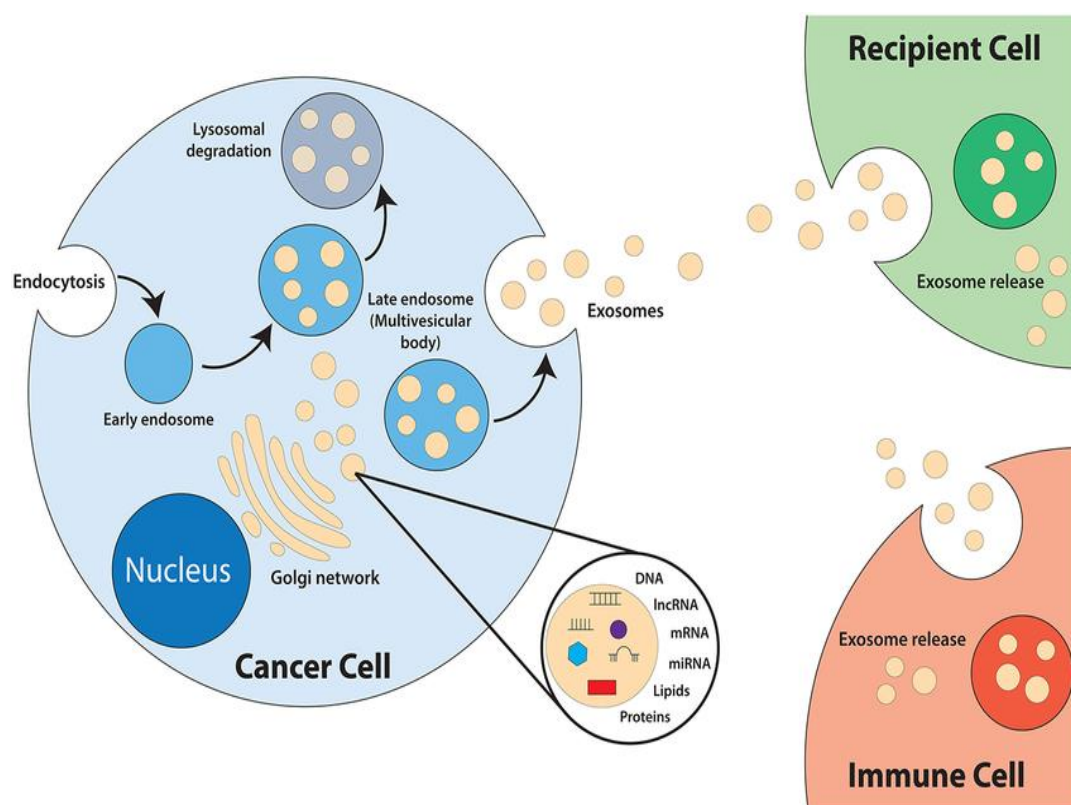 Recipient Cell
Lysosomal
degradation
Endocytosis
Late endosome
(Multivesicular
body)
Exosomes
Exosome release
Early endosome
Nucleus
Golgi network
DNA
lncRNA
mRNA
miRNA
Lipids
Proteins
Cancer Cell
Exosome release
Immune Cell